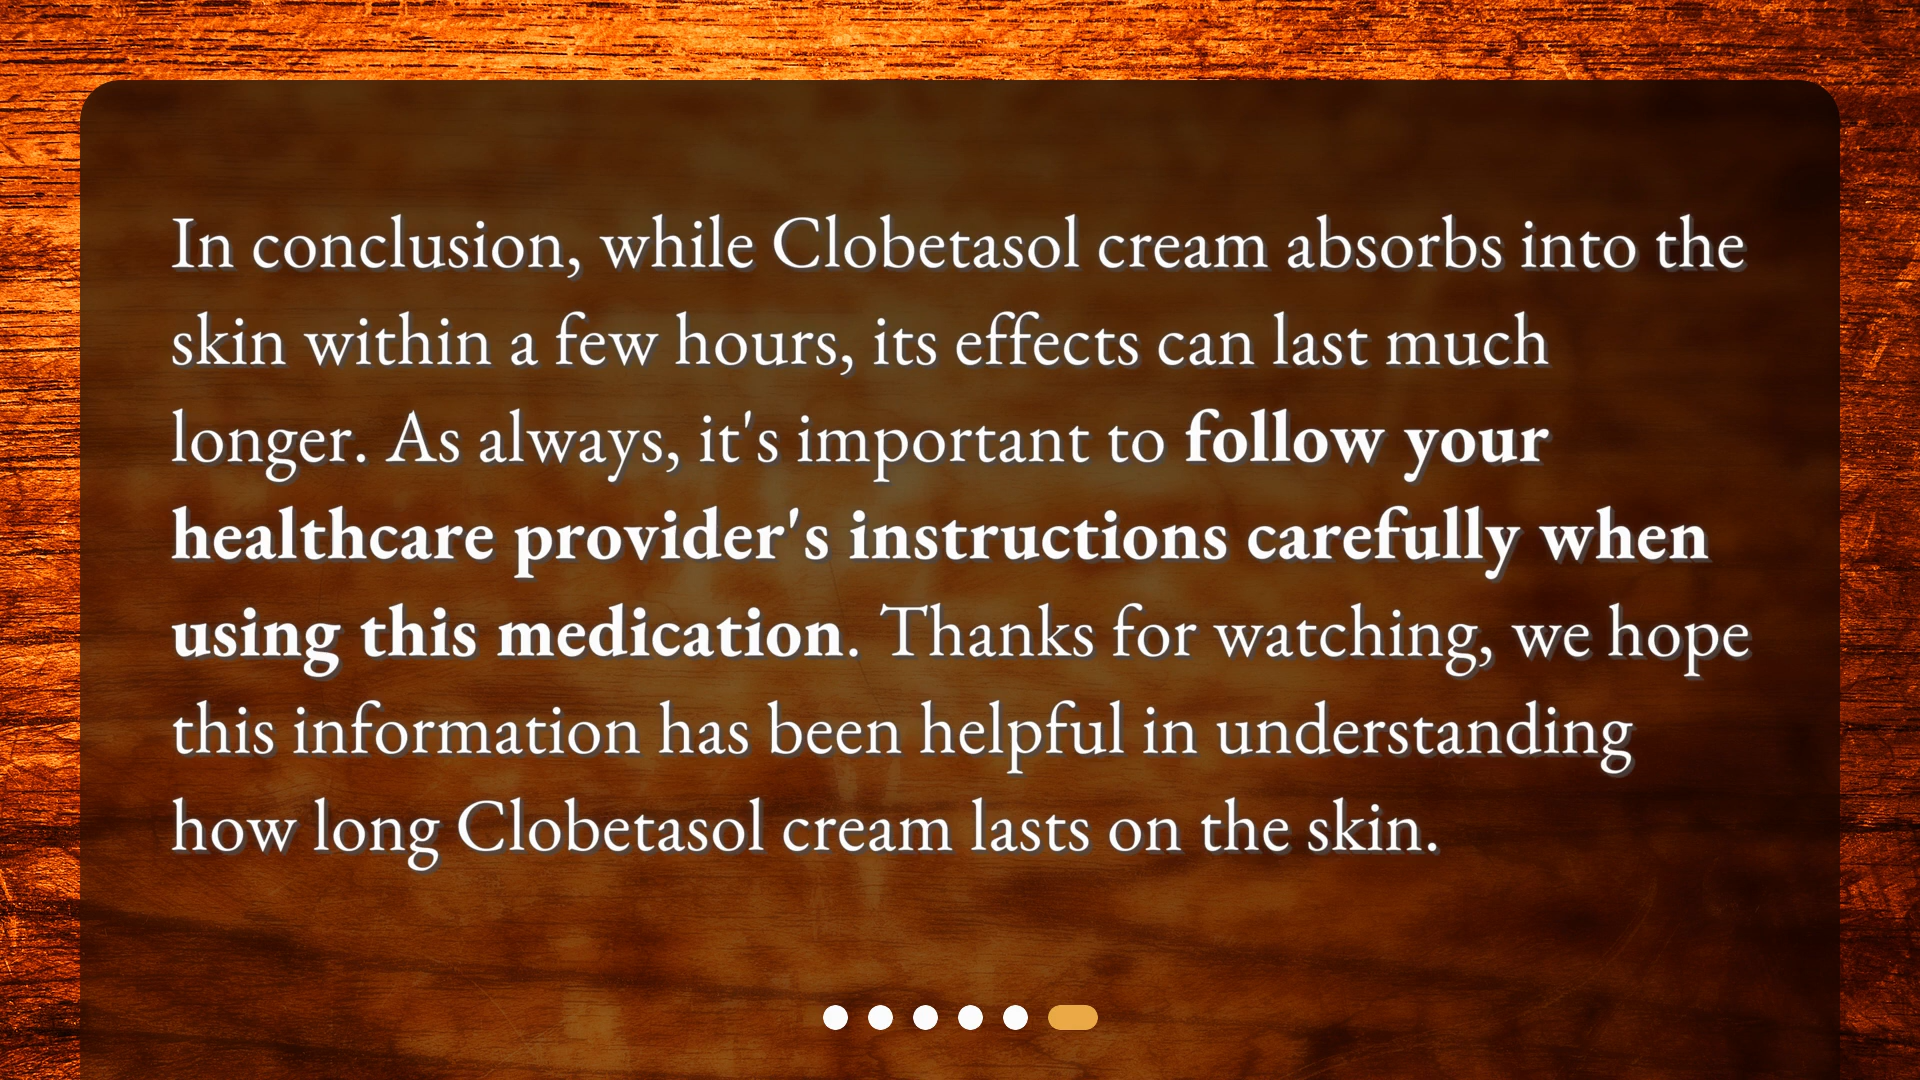 In conclusion, while Clobetasol cream absorbs into the
skin within a few hours, its effects can last much
longer. As always, it's important to follow your
healthcare provider's instructions carefully when
using this medication. Thanks for watching, we hope
this information has been helpful in understanding
how long Clobetasol cream lasts on the skin.